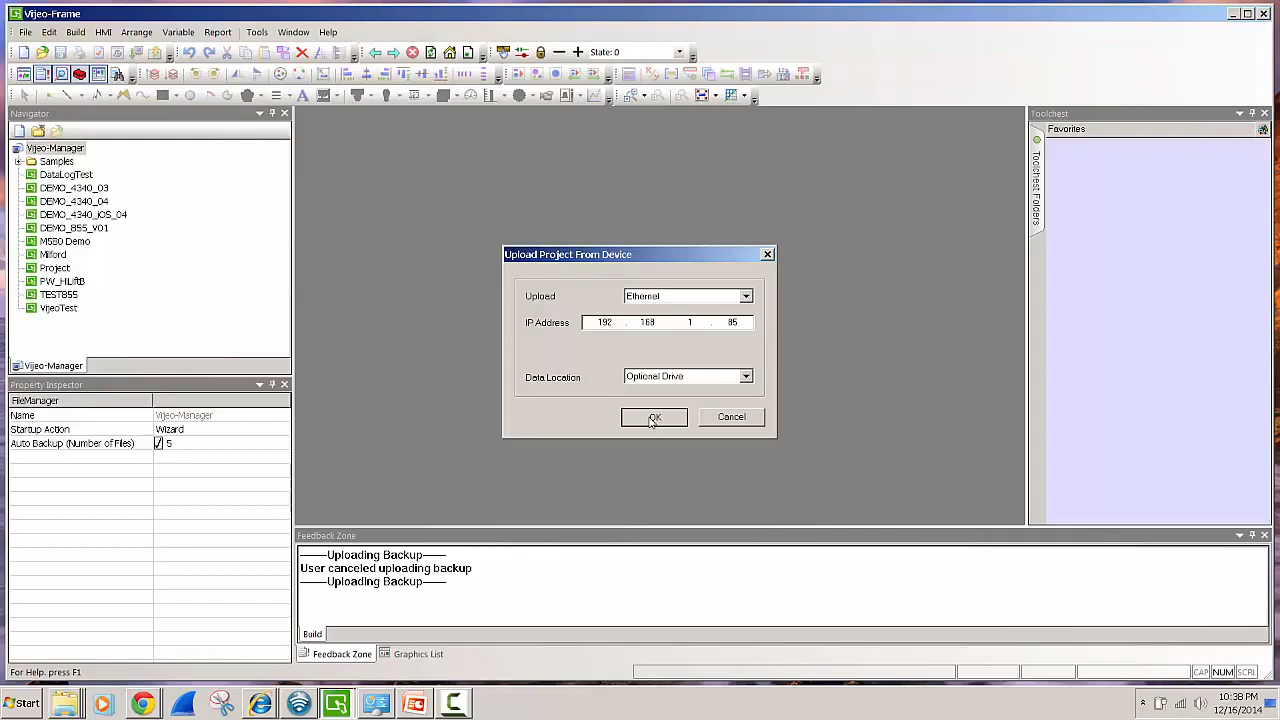 Vijeo-Frame
File Edit Build HMI Arrange Variable Report Tools Window Help
State: 0
Navigator
Vijeo-Manager
Samples
DataLogTest
DEMO_4340_03
DEMO_4340_04
DEMO_4340_iOS_04
DEMO_855_V01
M580 Demo
Milford
Project
PW_HiLiftB
TEST855
VijeoTest
Vijeo-Manager
Property Inspector
FileManager
Name Vijeo-Manager
Startup Action Wizard
Auto Backup (Number of Files) 5
Upload Project From Device
Upload Ethernet
IP Address 192 . 168 . 1 . 85
Data Location Optional Drive
OK Cancel
Toolchest
Favorites
Toolchest Folders
Feedback Zone
-----Uploading Backup-----
User canceled uploading backup
-----Uploading Backup-----
Build
Feedback Zone Graphics List
For Help. press F1
CAP NUM SCRL
Start
10:38 PM
12/16/2014